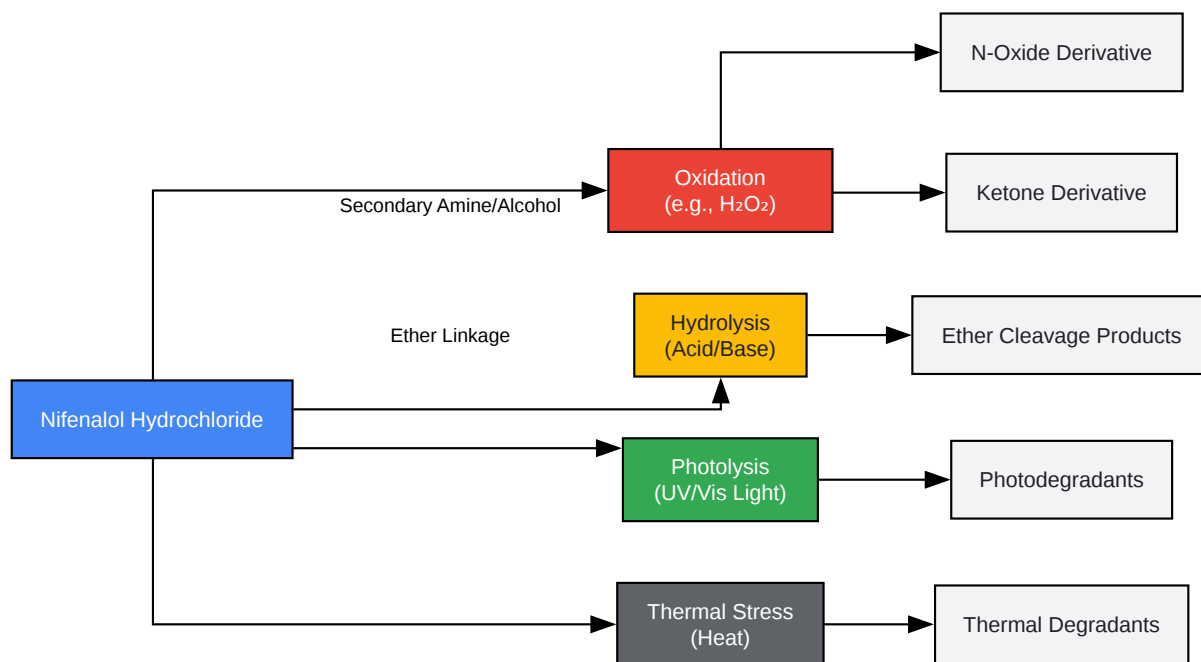 N-Oxide Derivative
Oxidation
(e.g., H₂O₂)
Ketone Derivative
Secondary Amine/Alcohol
Hydrolysis
(Acid/Base)
Ether Linkage
Ether Cleavage Products
Nifenalol Hydrochloride
Photolysis
(UV/Vis Light)
Photodegradants
Thermal Stress
(Heat)
Thermal Degradants